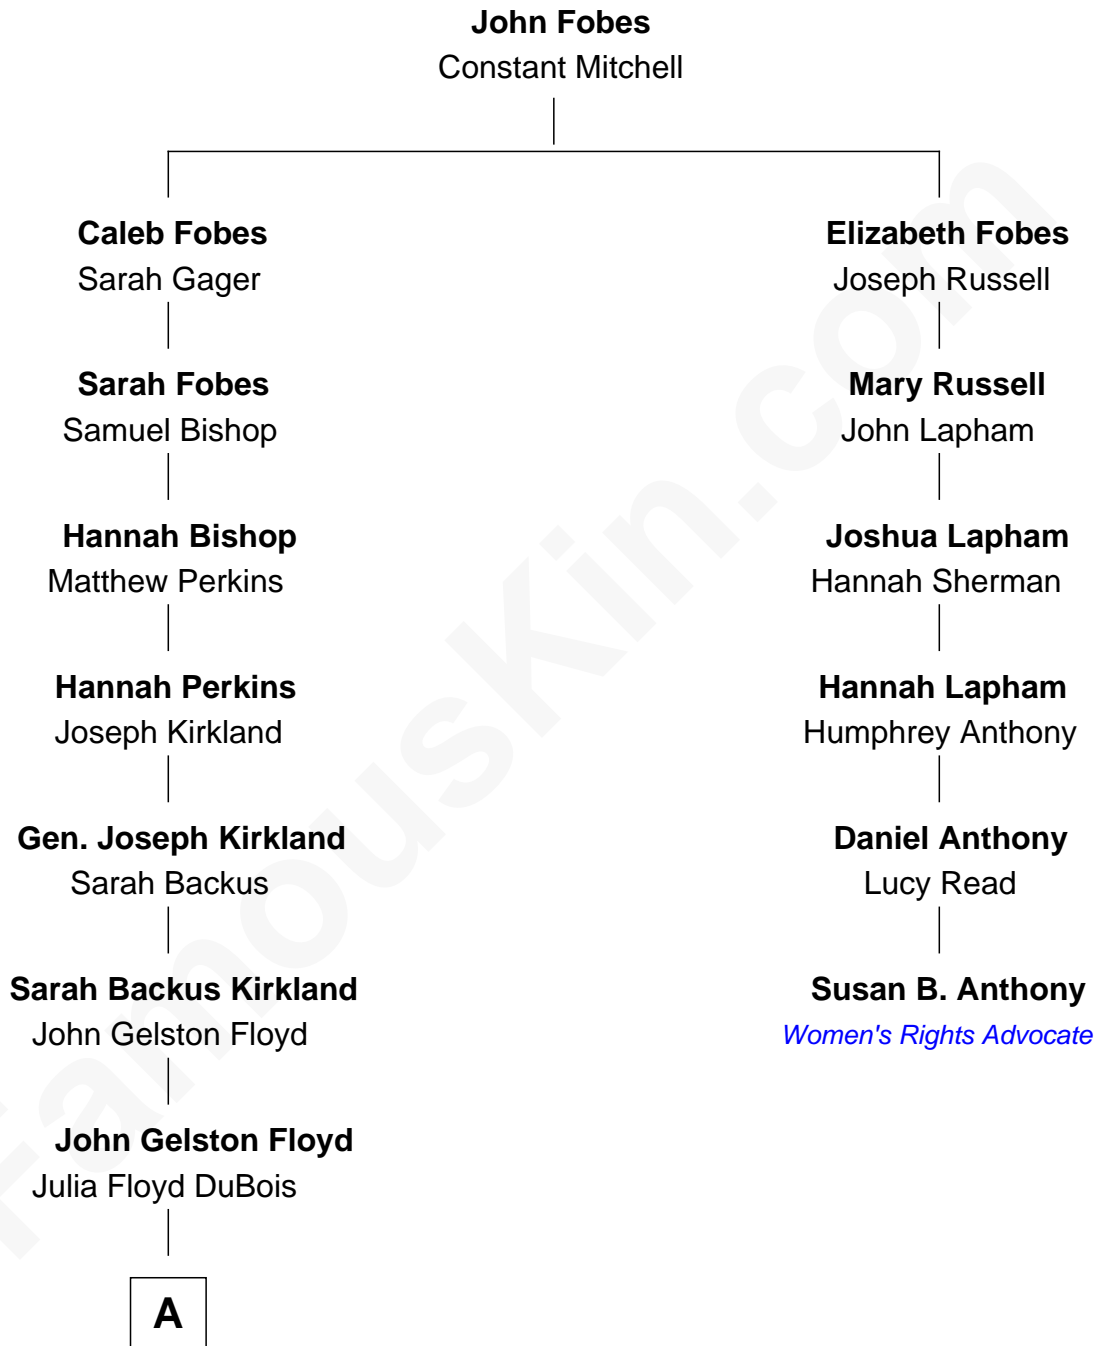 John Fobes
Constant Mitchell
Caleb Fobes
Sarah Gager
Elizabeth Fobes
Joseph Russell
Sarah Fobes
Samuel Bishop
Mary Russell
John Lapham
Hannah Bishop
Matthew Perkins
Joshua Lapham
Hannah Sherman
Hannah Perkins
Joseph Kirkland
Hannah Lapham
Humphrey Anthony
Gen. Joseph Kirkland
Sarah Backus
Daniel Anthony
Lucy Read
Sarah Backus Kirkland
John Gelston Floyd
Susan B. Anthony
Women's Rights Advocate
John Gelston Floyd
Julia Floyd DuBois
A
FamousKin.com